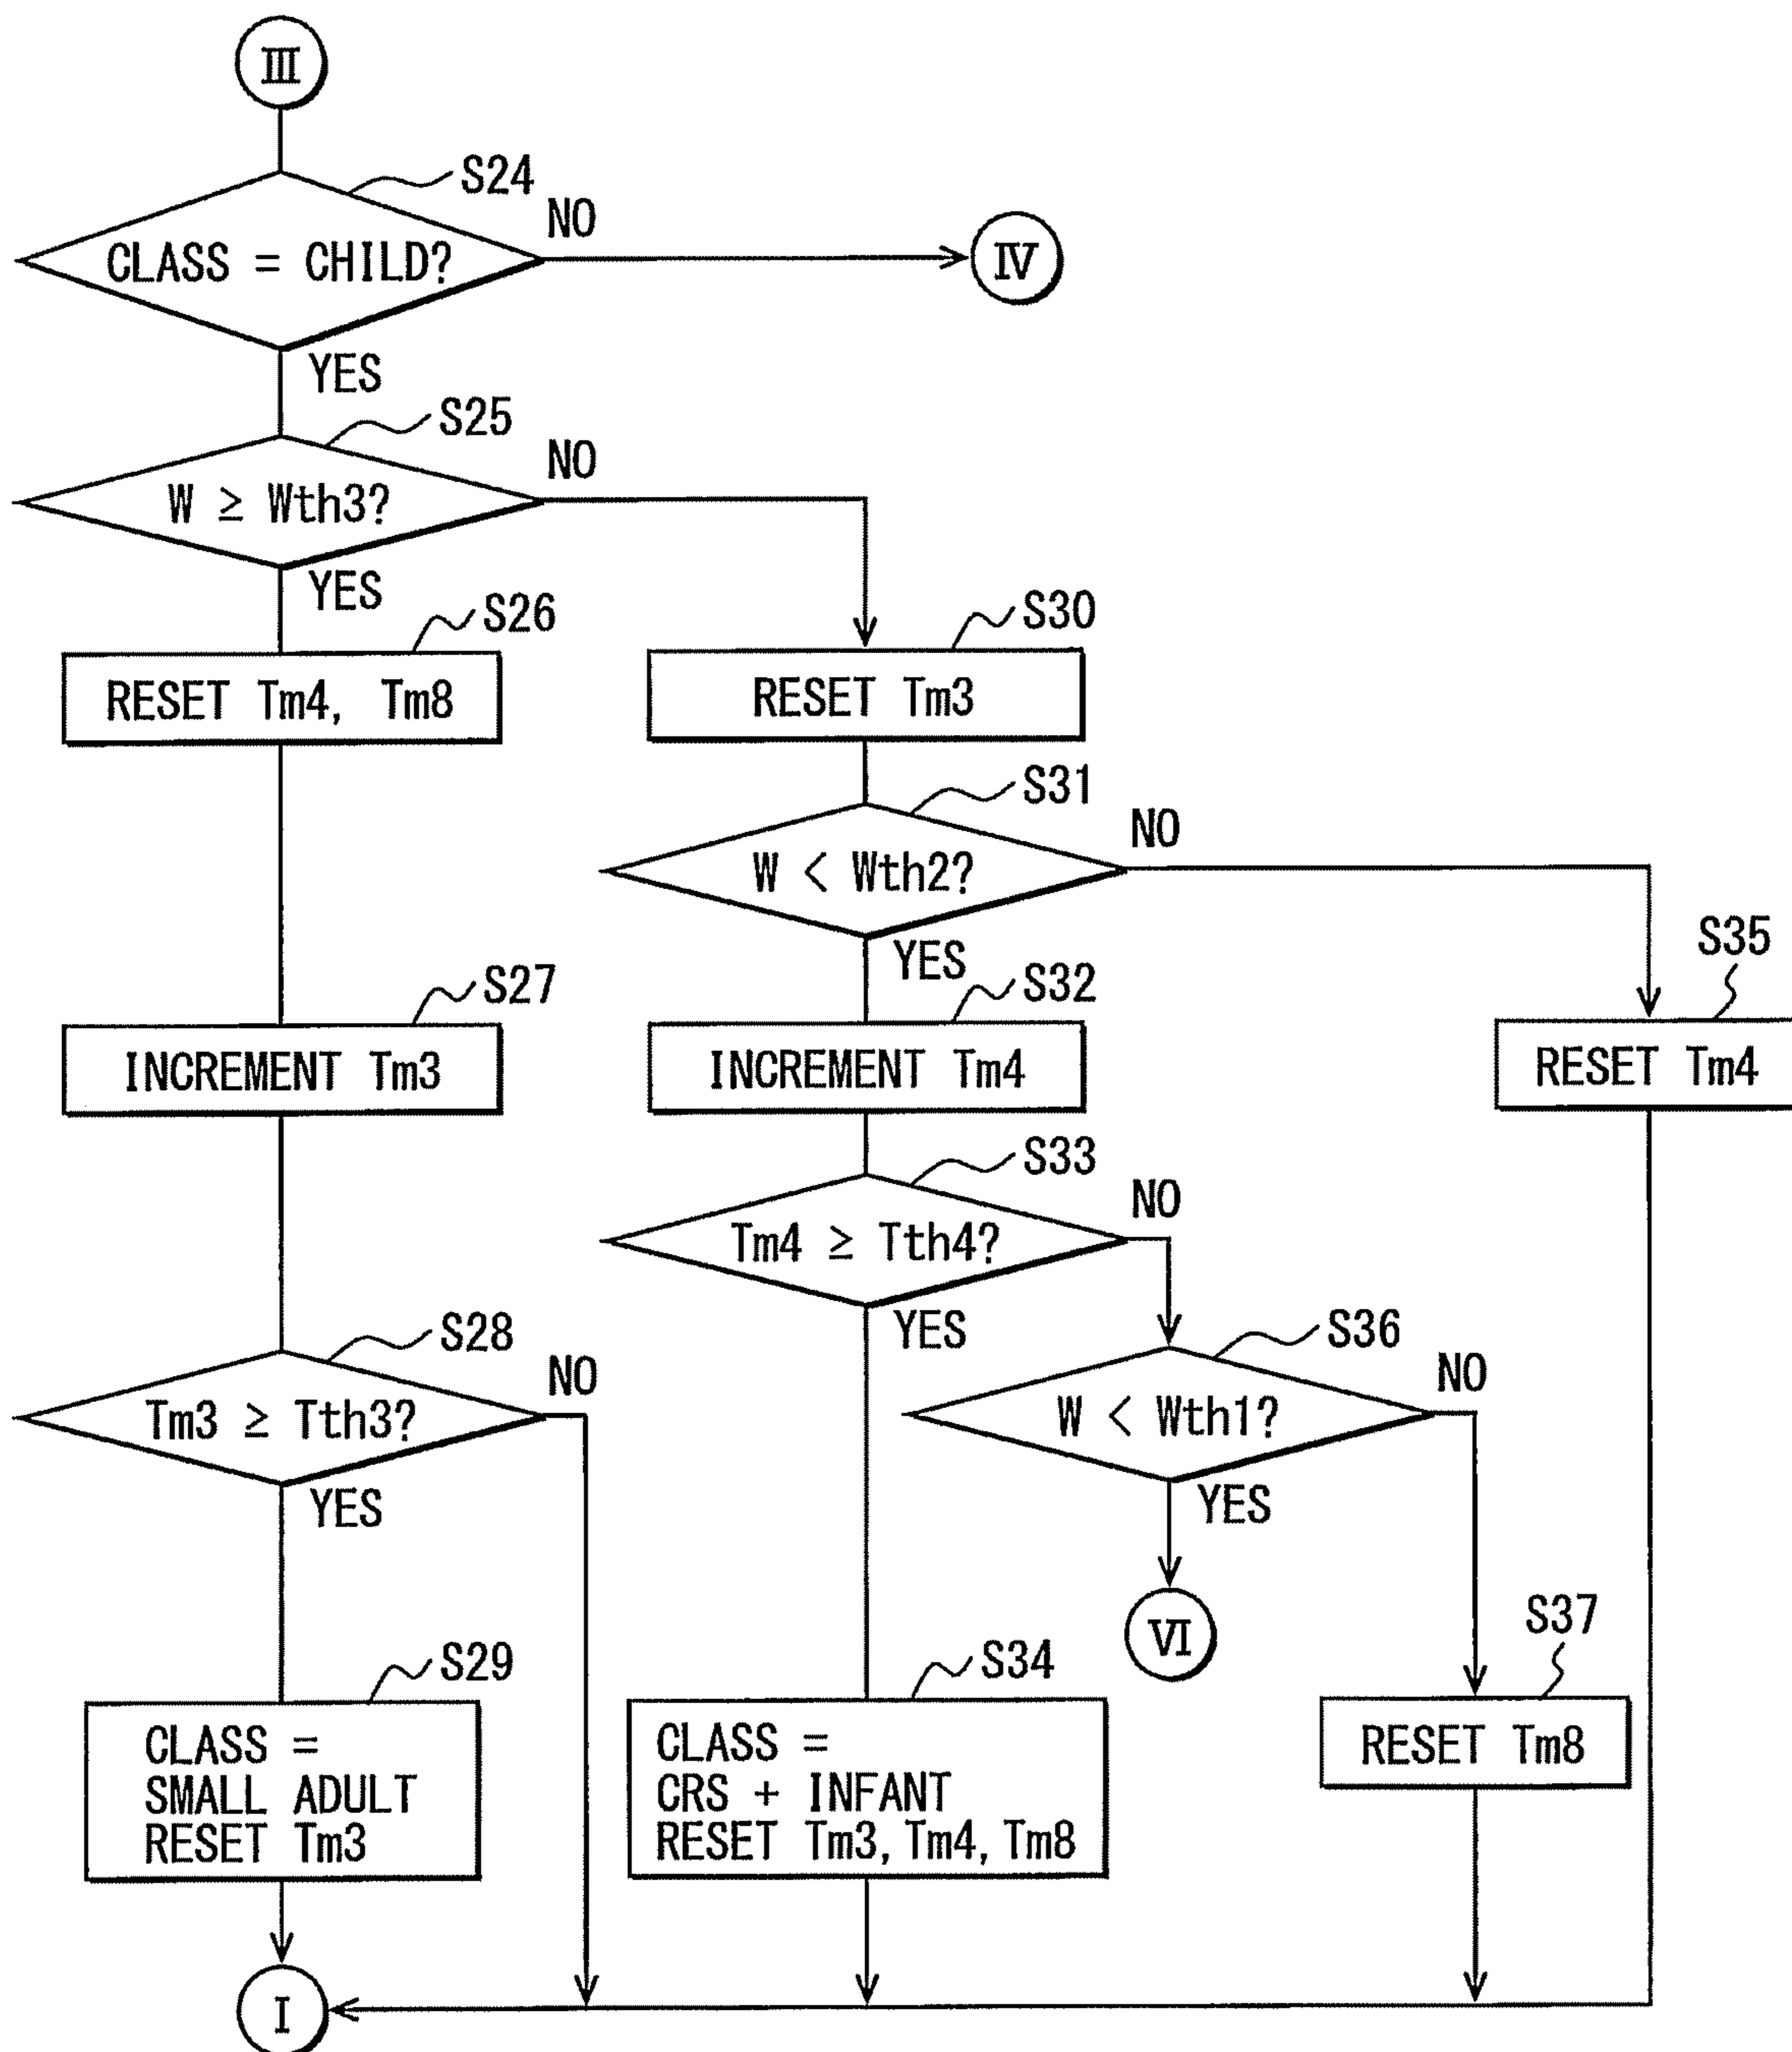 III
S24
CLASS = CHILD?
NO
IV
YES
S25
W ≥ Wth3?
NO
YES
S26
RESET Tm4, Tm8
S30
RESET Tm3
S31
W < Wth2?
NO
YES
S35
RESET Tm4
S27
INCREMENT Tm3
S32
INCREMENT Tm4
S33
Tm4 ≥ Tth4?
NO
YES
S28
Tm3 ≥ Tth3?
NO
YES
S36
W < Wth1?
NO
YES
VI
S37
RESET Tm8
S29
CLASS =
SMALL ADULT
RESET Tm3
S34
CLASS =
CRS + INFANT
RESET Tm3, Tm4, Tm8
I